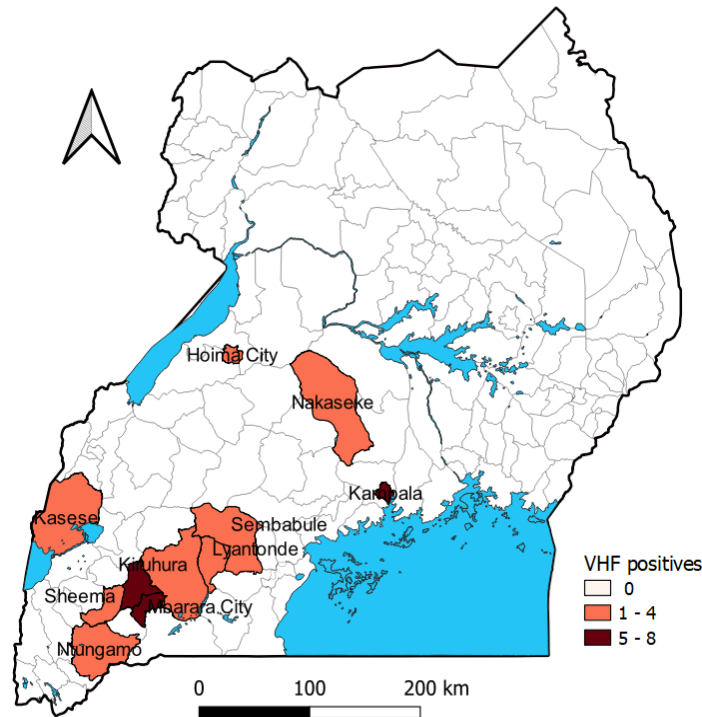 Hoima City
Nakaseke
Kampala
Kasese
Sembabule
Lyantonde
Kiruhura
Sheema
Mbarara City
Ntungamo
VHF positives
0
1 - 4
5 - 8
0 100 200 km